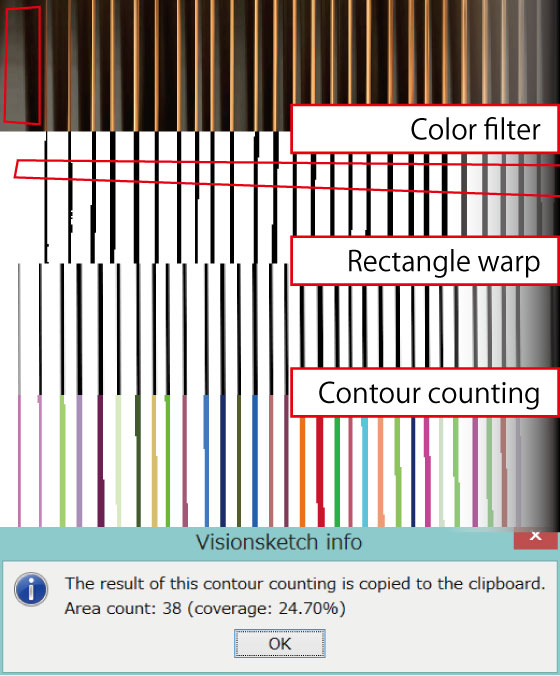 Color filter
Rectangle warp
Contour counting
Visionsketch info
x
The result of this contour counting is copied to the clipboard.
Area count: 38 (coverage: 24.70%)
OK